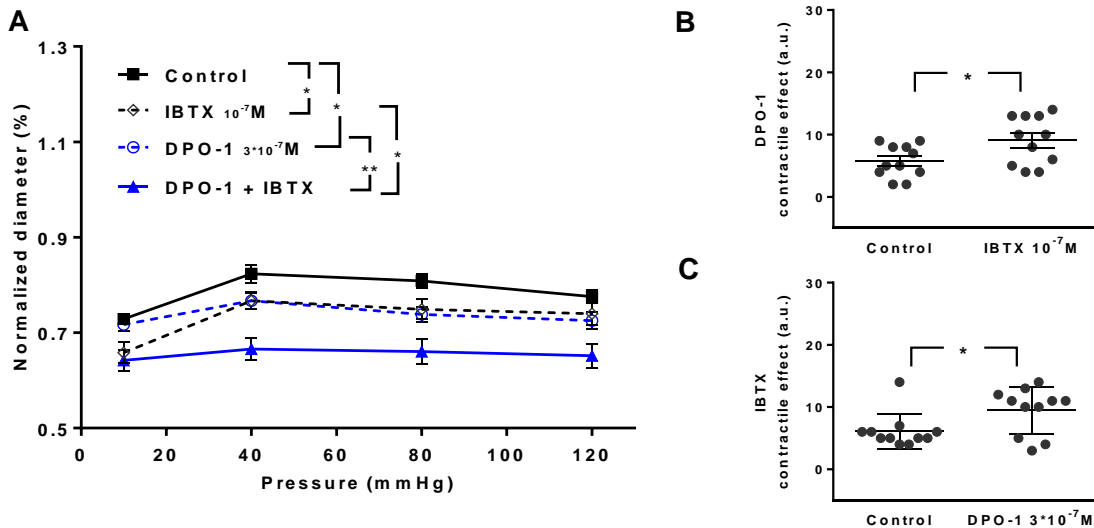 A
1.3
1.1
0.9
0.7
0.5
Normalized diameter (%)
0 20 40 60 80 100 120
Pressure (mmHg)
Control
IBTX 10⁻⁷M
DPO-1 3*10⁻⁷M
DPO-1 + IBTX
*
*
**
*
B
30
20
10
0
DPO-1
contractile effect (a.u.)
*
Control IBTX 10⁻⁷M
C
30
20
10
0
IBTX
contractile effect (a.u.)
*
Control DPO-1 3*10⁻⁷M